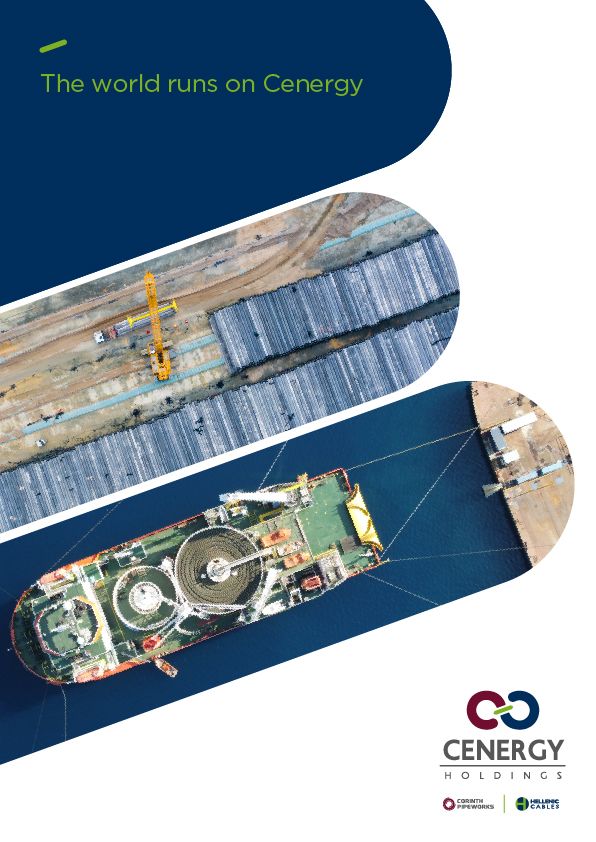 The world runs on Cenergy
CENERGY
HOLDINGS
CORINTH
PIPEWORKS
HELLENIC
CABLES